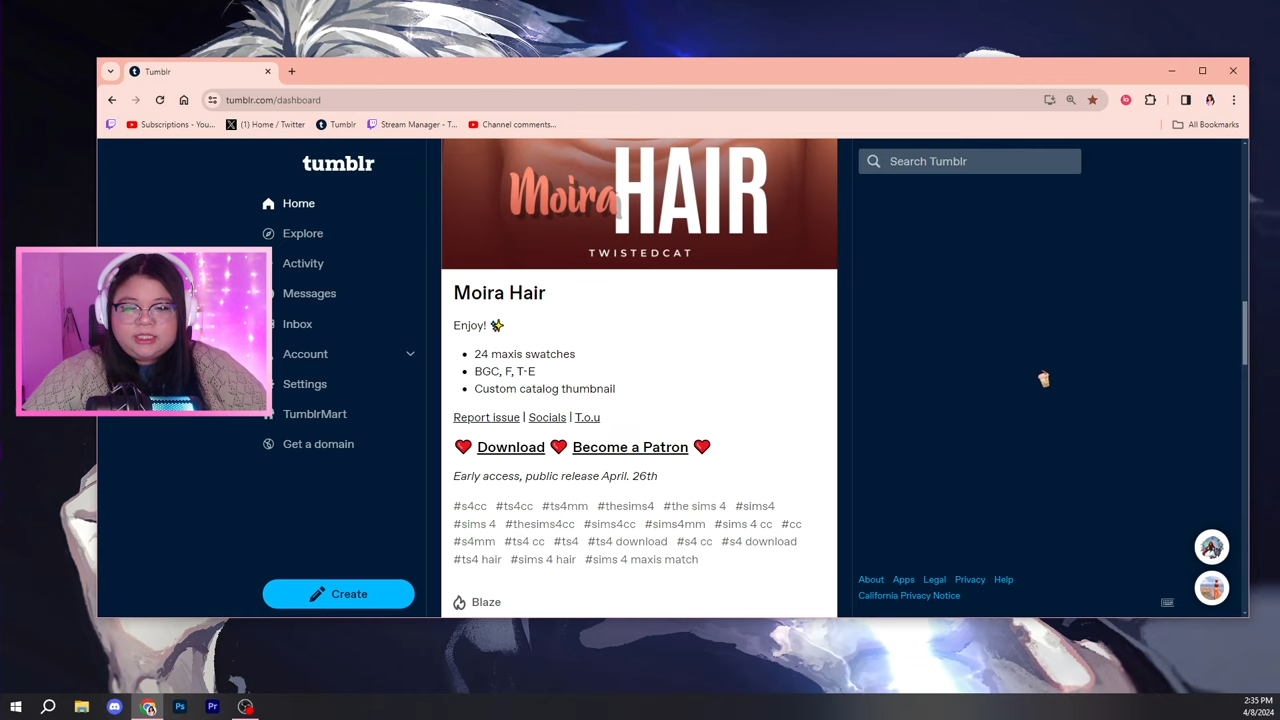 Tumblr
tumblr.com/dashboard
Subscriptions - You...
(1) Home / Twitter
Tumblr
Stream Manager - T...
Channel comments...
All Bookmarks
tumblr
Home
Explore
Activity
Messages
Inbox
Account
Settings
TumblrMart
Get a domain
Create
Moira HAIR
TWISTEDCAT
Moira Hair
Enjoy! ✨
• 24 maxis swatches
• BGC, F, T-E
• Custom catalog thumbnail
Report issue | Socials | T.o.u
❤ Download ❤ Become a Patron ❤
Early access, public release April. 26th
#s4cc #ts4cc #ts4mm #thesims4 #the sims 4 #sims4
#sims 4 #thesims4cc #sims4cc #sims4mm #sims 4 cc #cc
#s4mm #ts4 cc #ts4 #ts4 download #s4 cc #s4 download
#ts4 hair #sims 4 hair #sims 4 maxis match
Blaze
Search Tumblr
About Apps Legal Privacy Help
California Privacy Notice
Ps
Pr
2:35 PM
4/8/2024